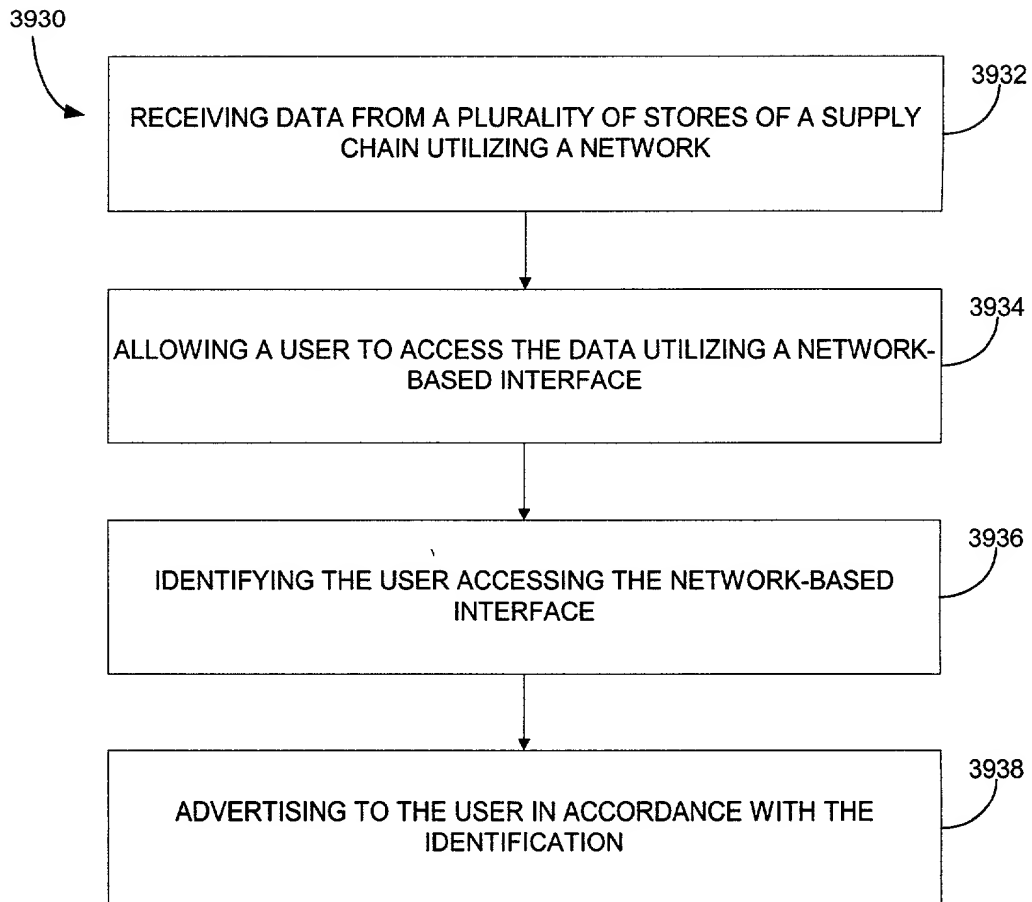 3930
3932
RECEIVING DATA FROM A PLURALITY OF STORES OF A SUPPLY
CHAIN UTILIZING A NETWORK
3934
ALLOWING A USER TO ACCESS THE DATA UTILIZING A NETWORK-
BASED INTERFACE
3936
IDENTIFYING THE USER ACCESSING THE NETWORK-BASED
INTERFACE
3938
ADVERTISING TO THE USER IN ACCORDANCE WITH THE
IDENTIFICATION